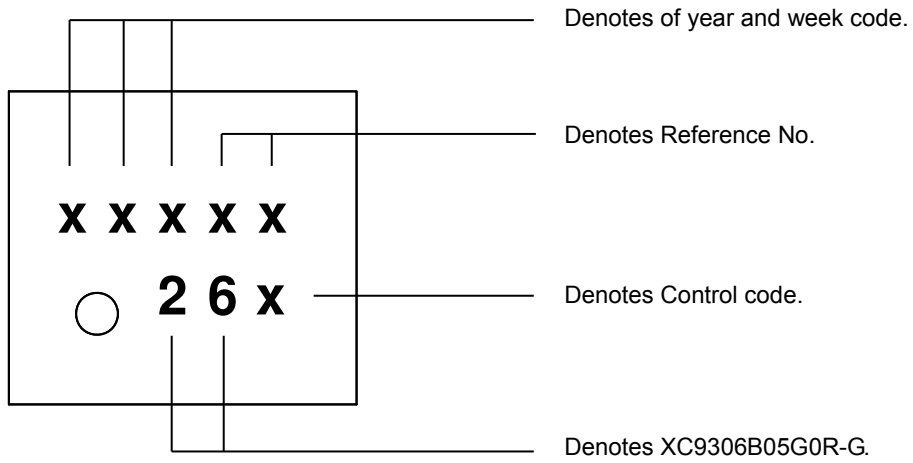 Denotes of year and week code.
Denotes Reference No.
x x x x x
2 6 x
Denotes Control code.
Denotes XC9306B05G0R-G.